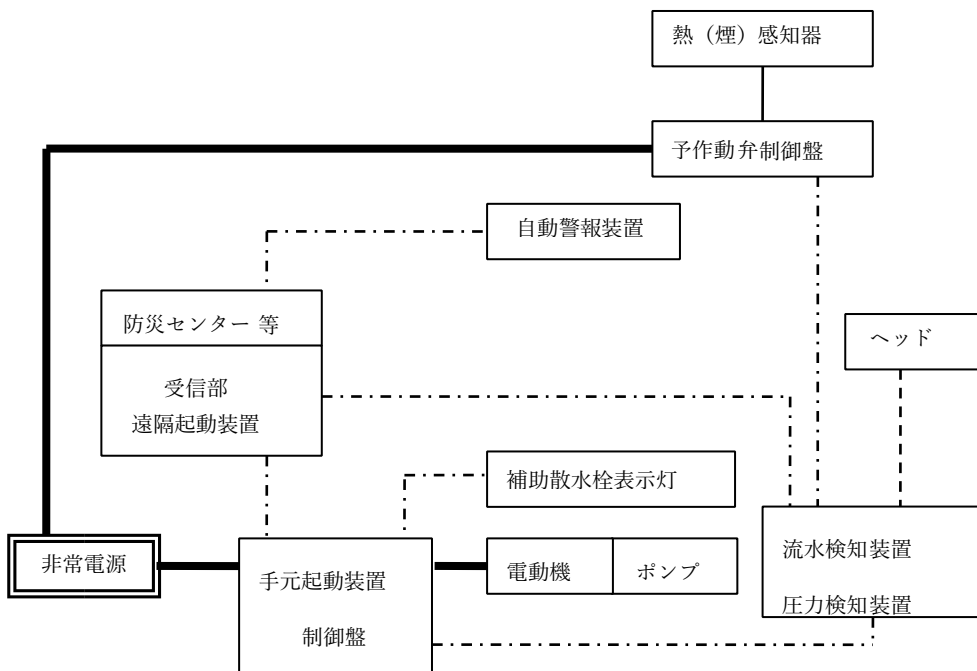 熱（煙）感知器
予作動弁制御盤
自動警報装置
防災センター 等
ヘッド
受信部
遠隔起動装置
補助散水栓表示灯
流水検知装置
非常電源
手元起動装置
電動機
ポンプ
圧力検知装置
制御盤